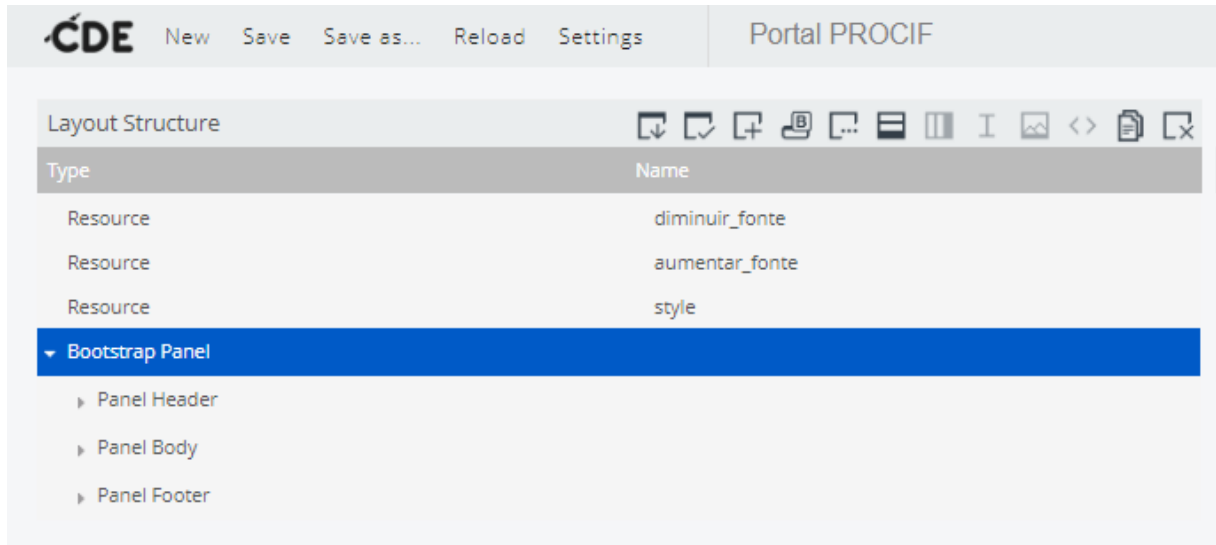 CDE New Save Save as... Reload Settings Portal PROCIF
Layout Structure
Type Name
Resource diminuir_fonte
Resource aumentar_fonte
Resource style
Bootstrap Panel
Panel Header
Panel Body
Panel Footer